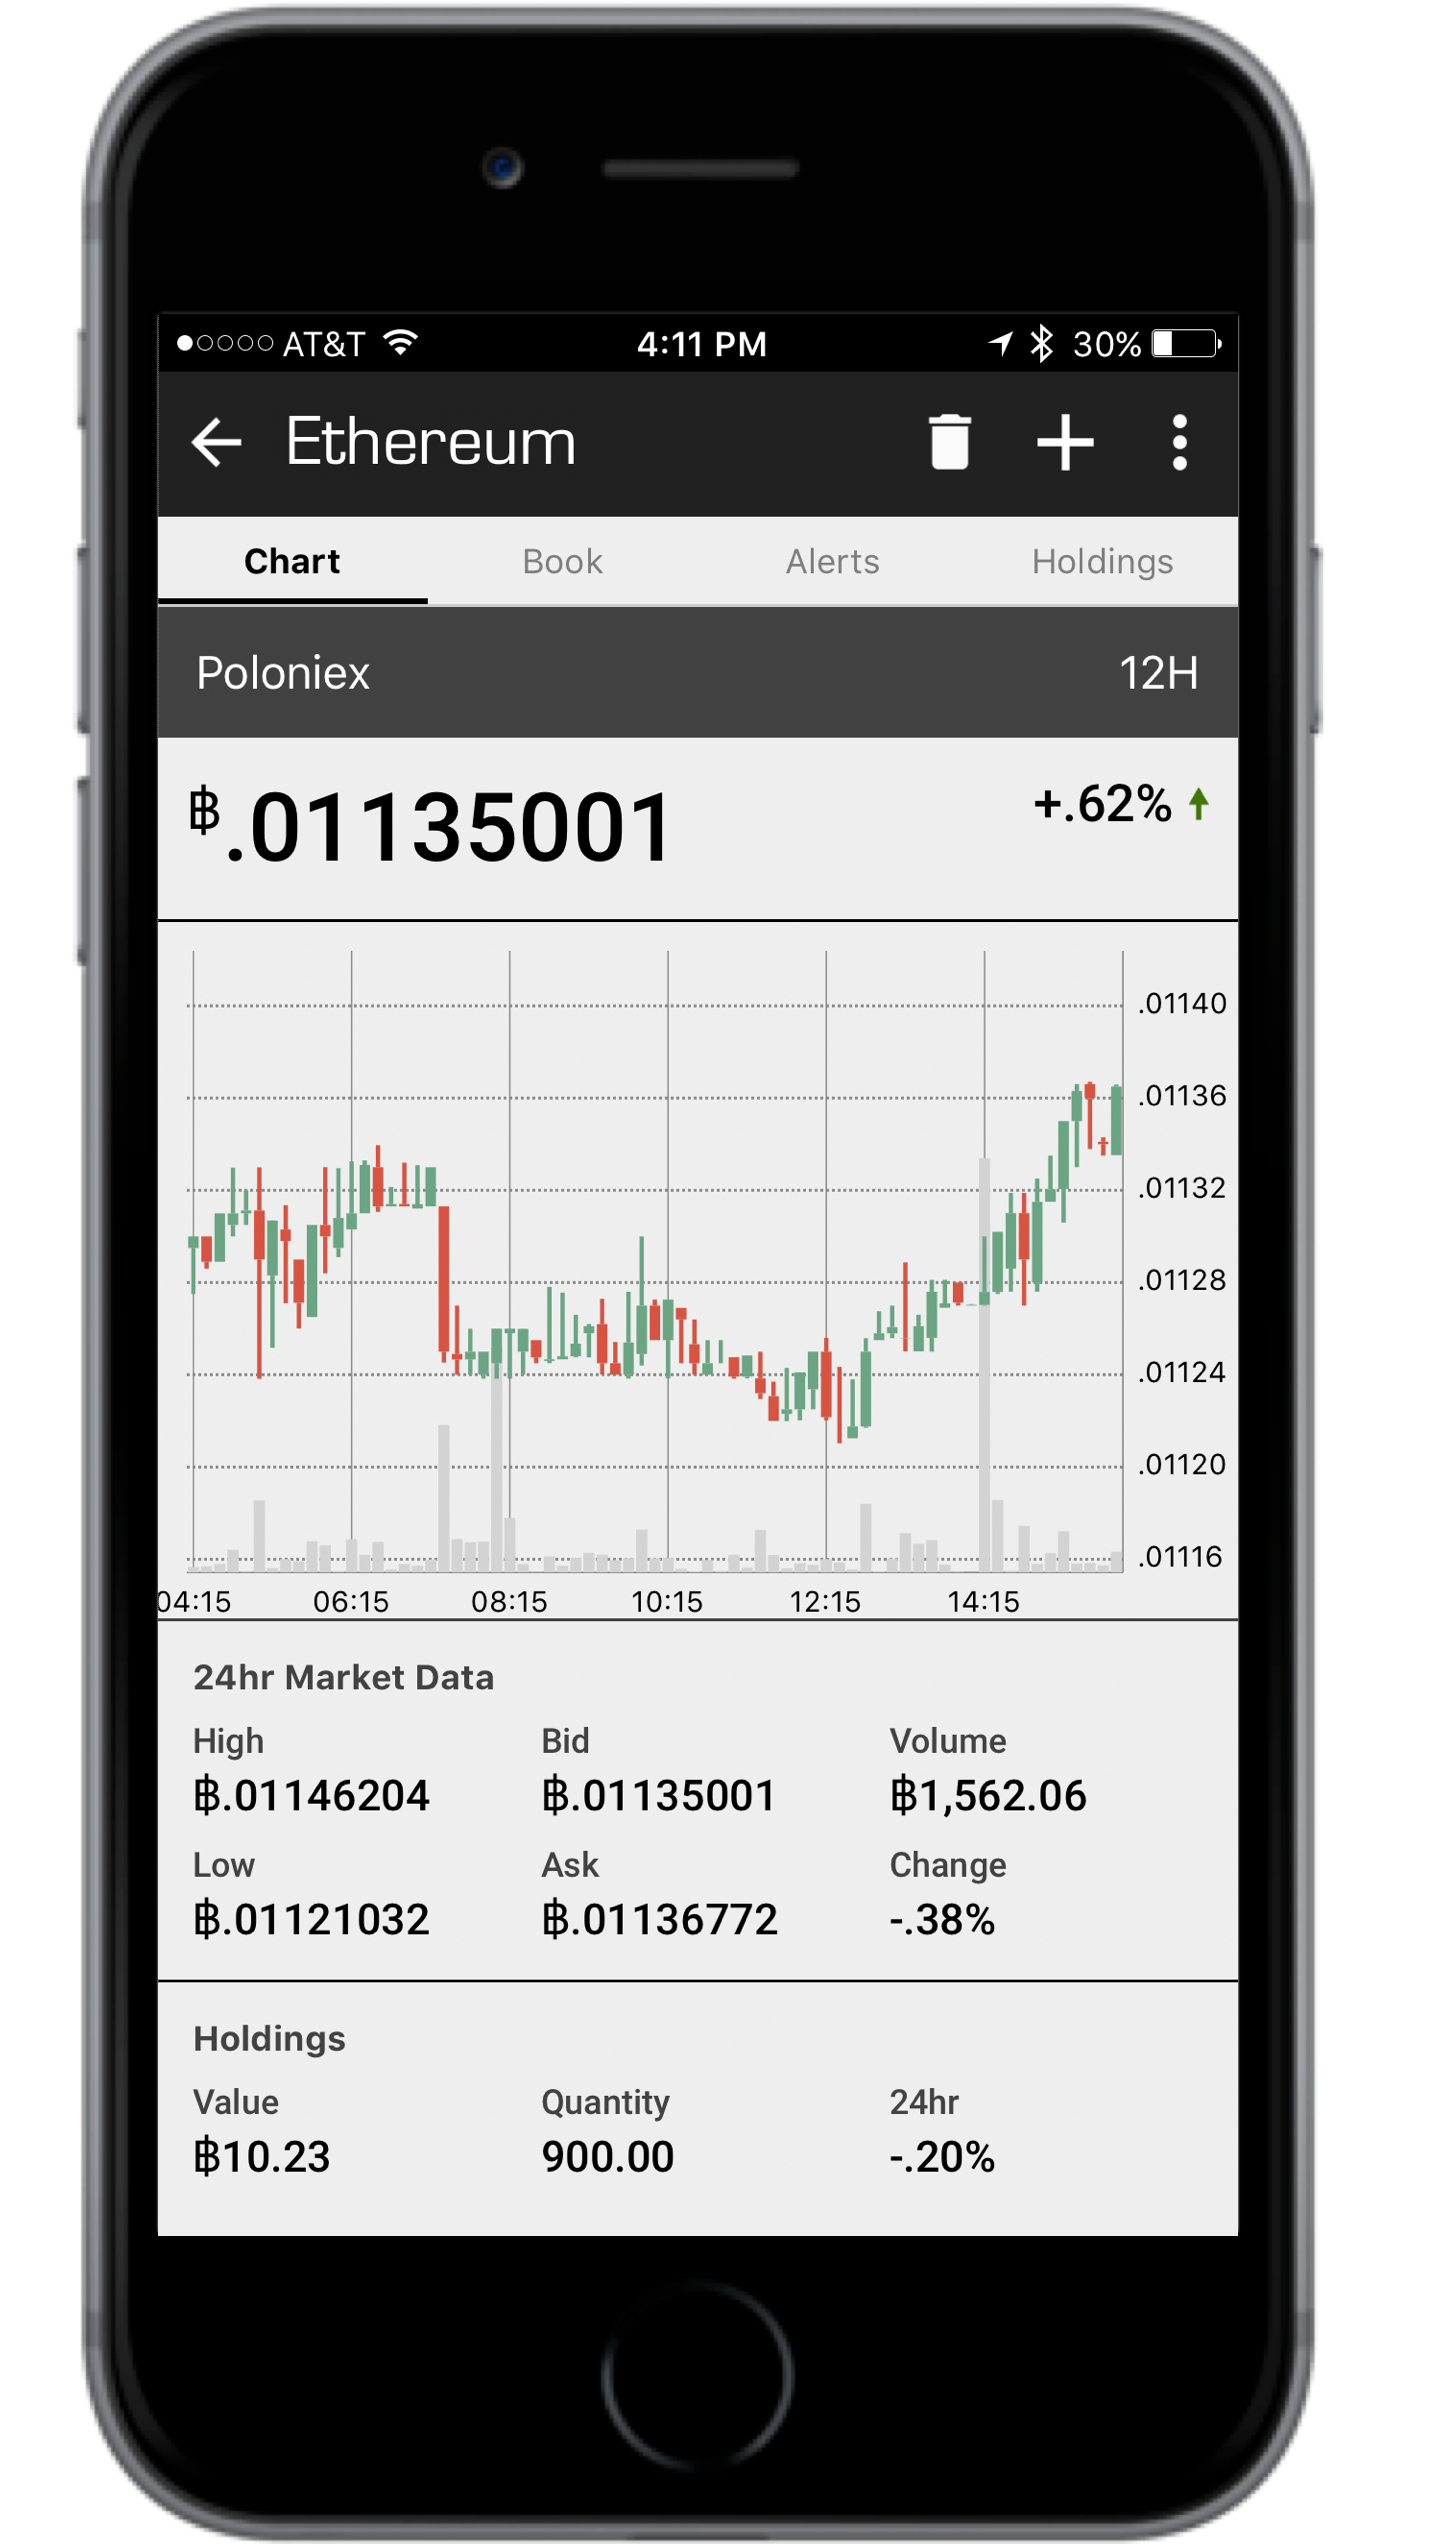 AT&T 4:11 PM 30%
Ethereum
Chart Book Alerts Holdings
Poloniex 12H
฿.01135001 +.62%
.01140
.01136
.01132
.01128
.01124
.01120
.01116
04:15 06:15 08:15 10:15 12:15 14:15
24hr Market Data
High Bid Volume
฿.01146204 ฿.01135001 ฿1,562.06
Low Ask Change
฿.01121032 ฿.01136772 -.38%
Holdings
Value Quantity 24hr
฿10.23 900.00 -.20%